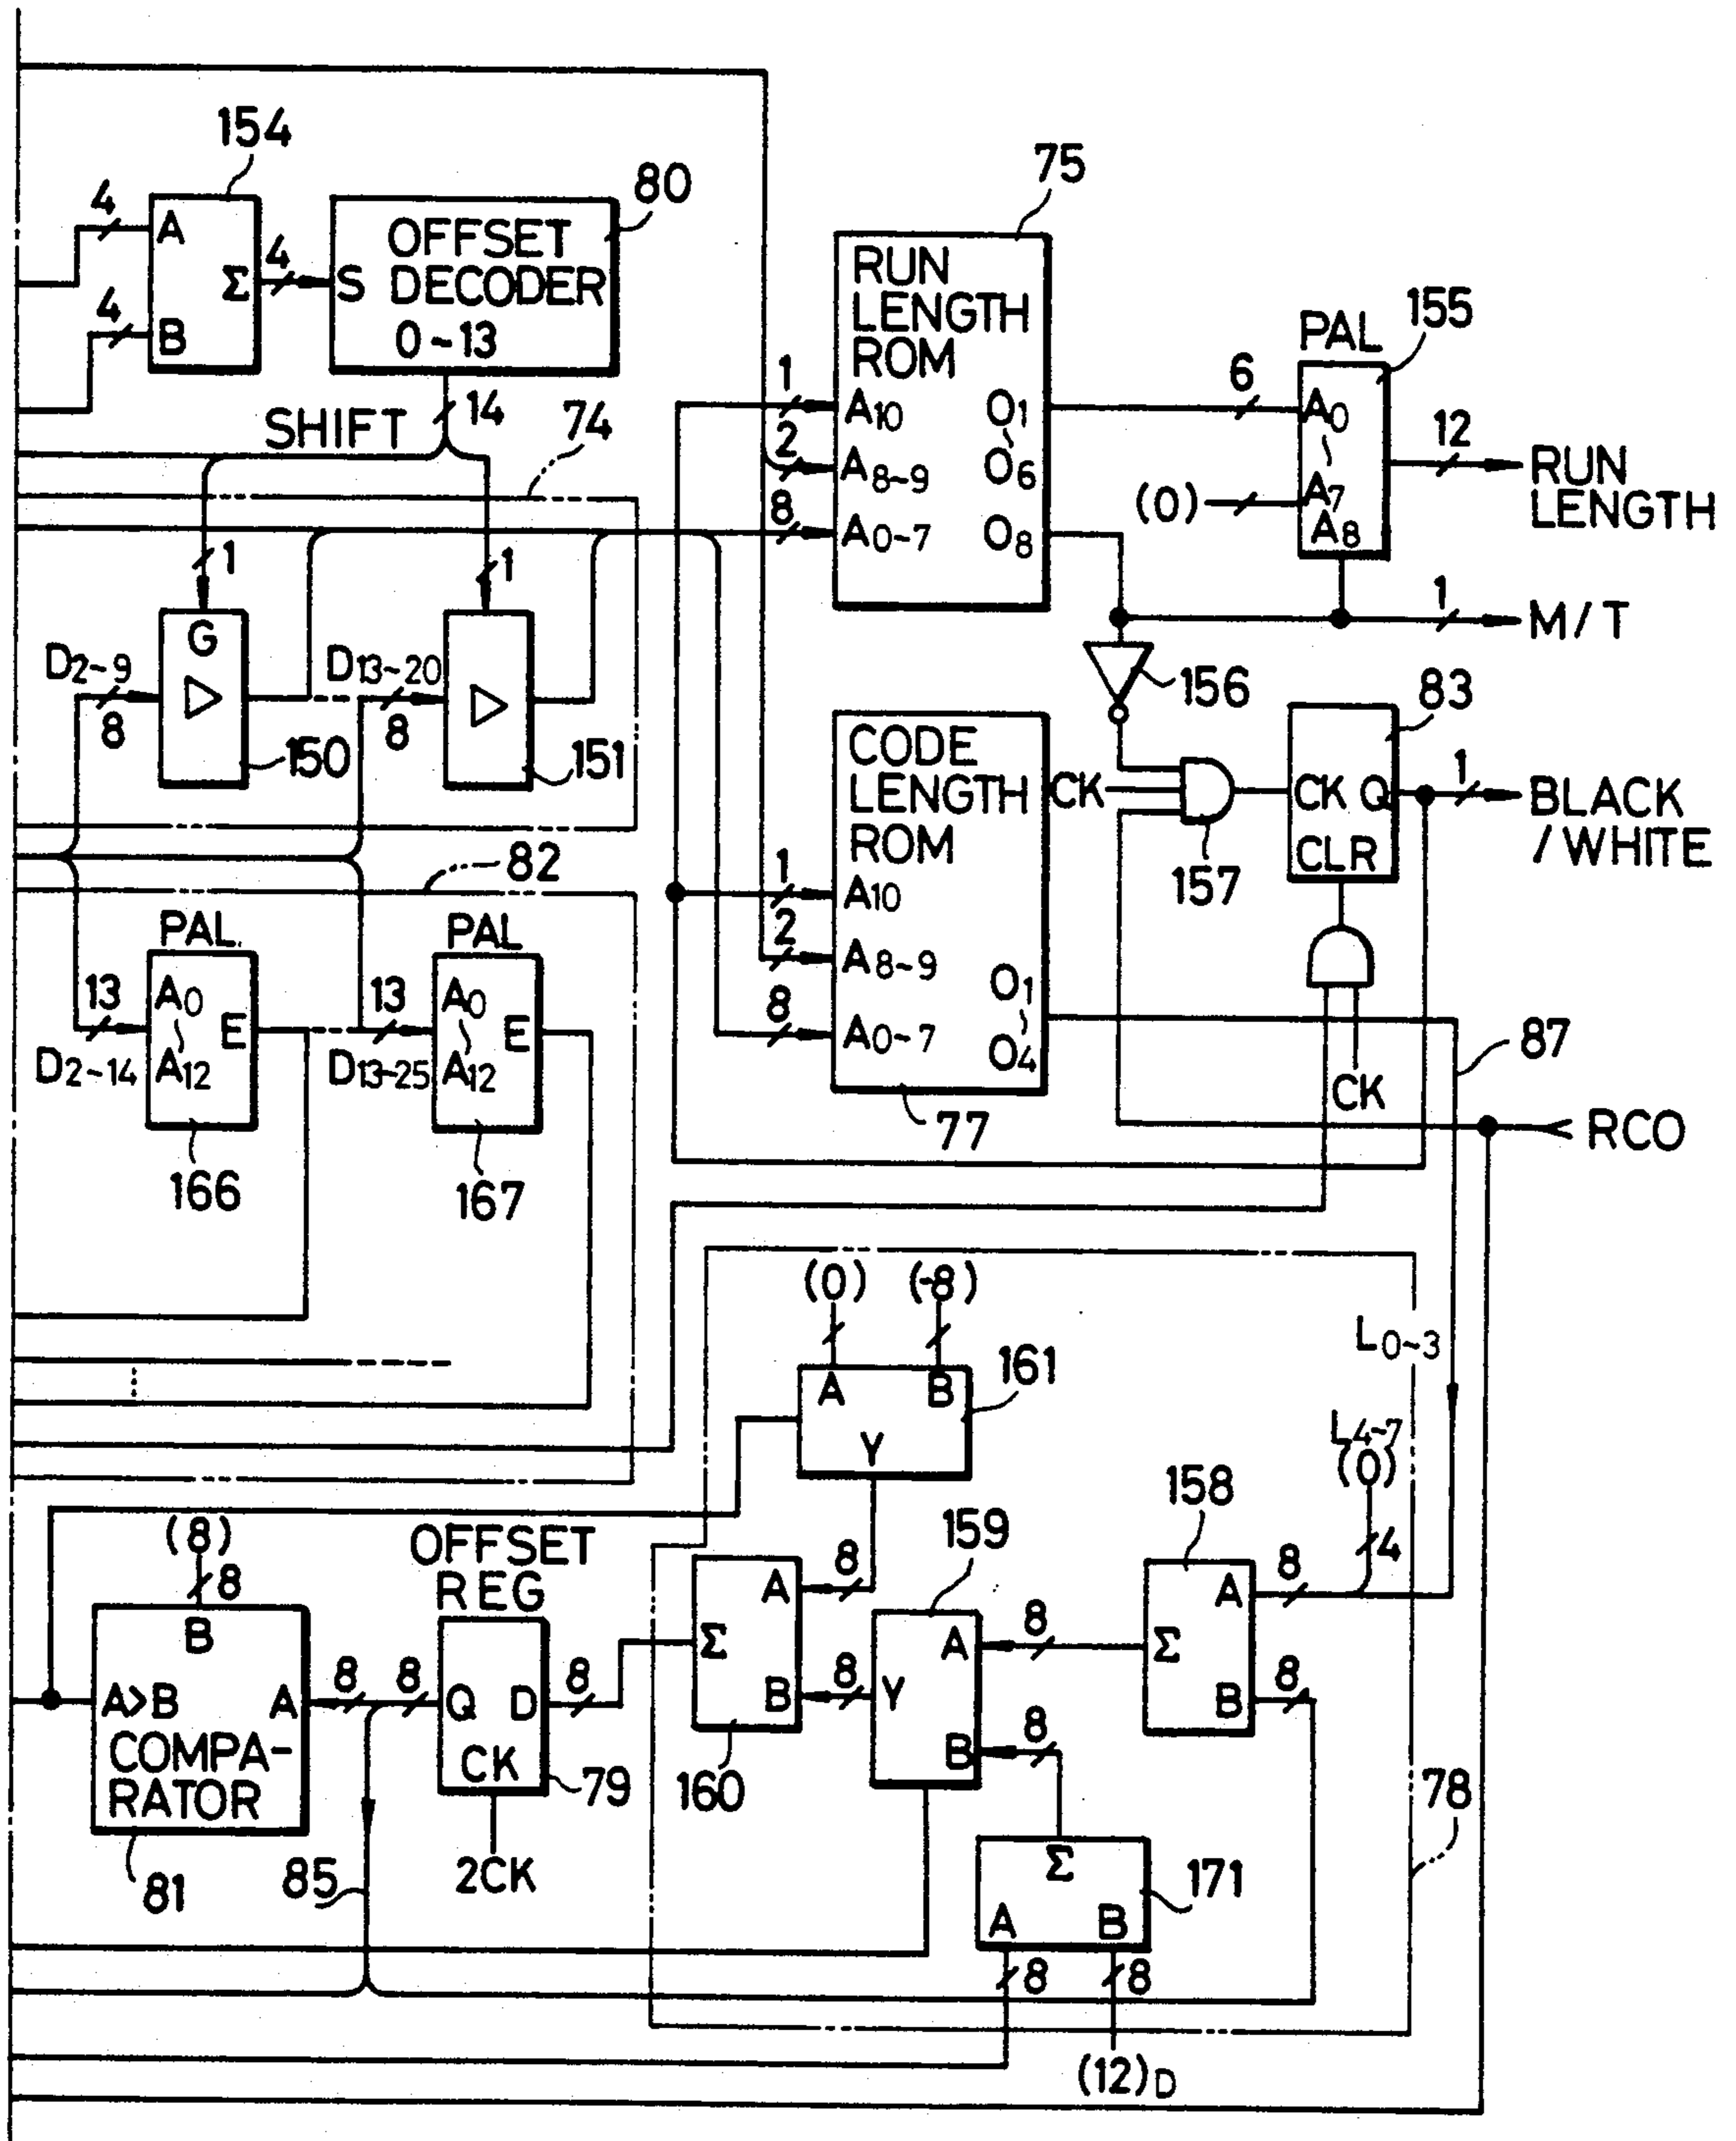 154
80
75
4
A
4
Σ
4
B
S
OFFSET
DECODER
0~13
RUN
LENGTH
ROM
PAL
155
SHIFT
14
74
1
A10
2
A8~9
8
A0~7
O1
~
O6
O8
6
A0
~
A7
A8
(0)
12
RUN
LENGTH
1
M/T
1
1
G
D2~9
8
150
D13~20
8
151
156
83
CODE
LENGTH
ROM
CK
157
CK Q
CLR
1
BLACK
/WHITE
82
1
A10
2
A8~9
8
A0~7
O1
~
O4
77
PAL
PAL
13
D2~14
A0
~
A12
E
166
13
D13~25
A0
~
A12
E
167
CK
87
RCO
(0)
(-8)
A
B
Y
161
L0~3
L4~7
(0)
4
158
8
A
Σ
B
8
159
8
A
Y
B
8
8
A
Σ
B
8
160
OFFSET
REG
(8)
8
B
A>B
A
COMPA-
RATOR
81
8
8
Q
D
CK
8
79
2CK
85
Σ
A
B
171
8
8
(12)D
78